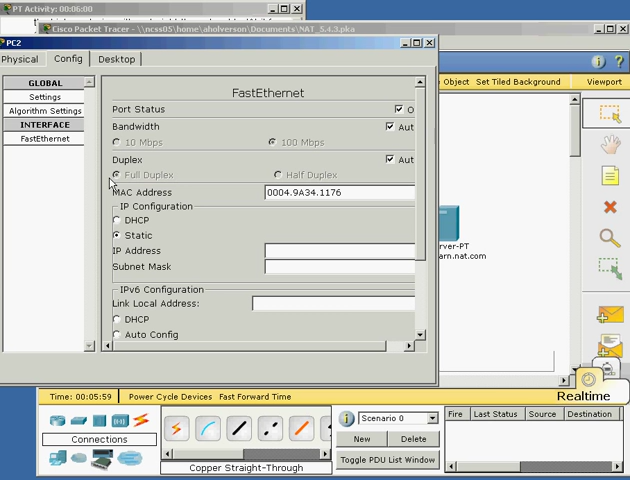 PT Activity: 00:06:00
Cisco Packet Tracer - \\ncss05\home\aholverson\Documents\NAT_5.4.3.pka
PC2
Physical
Config
Desktop
Object
Set Tiled Background
Viewport
GLOBAL
Settings
Algorithm Settings
INTERFACE
FastEthernet
FastEthernet
Port Status
O
Bandwidth
Aut
10 Mbps
100 Mbps
Duplex
Aut
Full Duplex
Half Duplex
MAC Address
0004.9A34.1176
IP Configuration
DHCP
Static
IP Address
Subnet Mask
IPv6 Configuration
Link Local Address:
DHCP
Auto Config
rver-PT
arn.nat.com
Time: 00:05:59
Power Cycle Devices
Fast Forward Time
Realtime
Connections
Copper Straight-Through
Scenario 0
New
Delete
Toggle PDU List Window
Fire
Last Status
Source
Destination